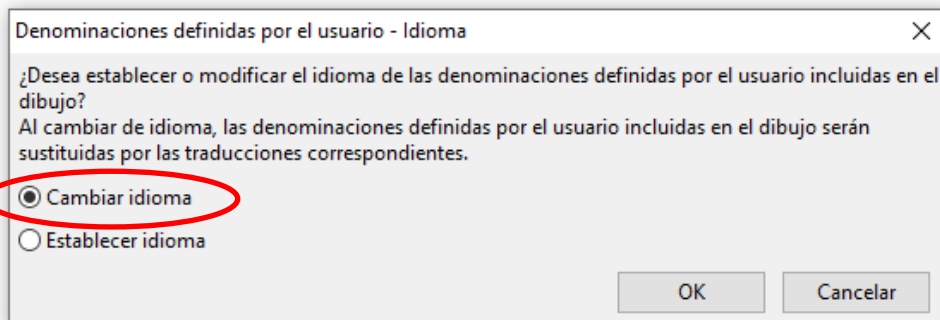 Denominaciones definidas por el usuario - Idioma
¿Desea establecer o modificar el idioma de las denominaciones definidas por el usuario incluidas en el
dibujo?
Al cambiar de idioma, las denominaciones definidas por el usuario incluidas en el dibujo serán
sustituidas por las traducciones correspondientes.
Cambiar idioma
Establecer idioma
OK Cancelar